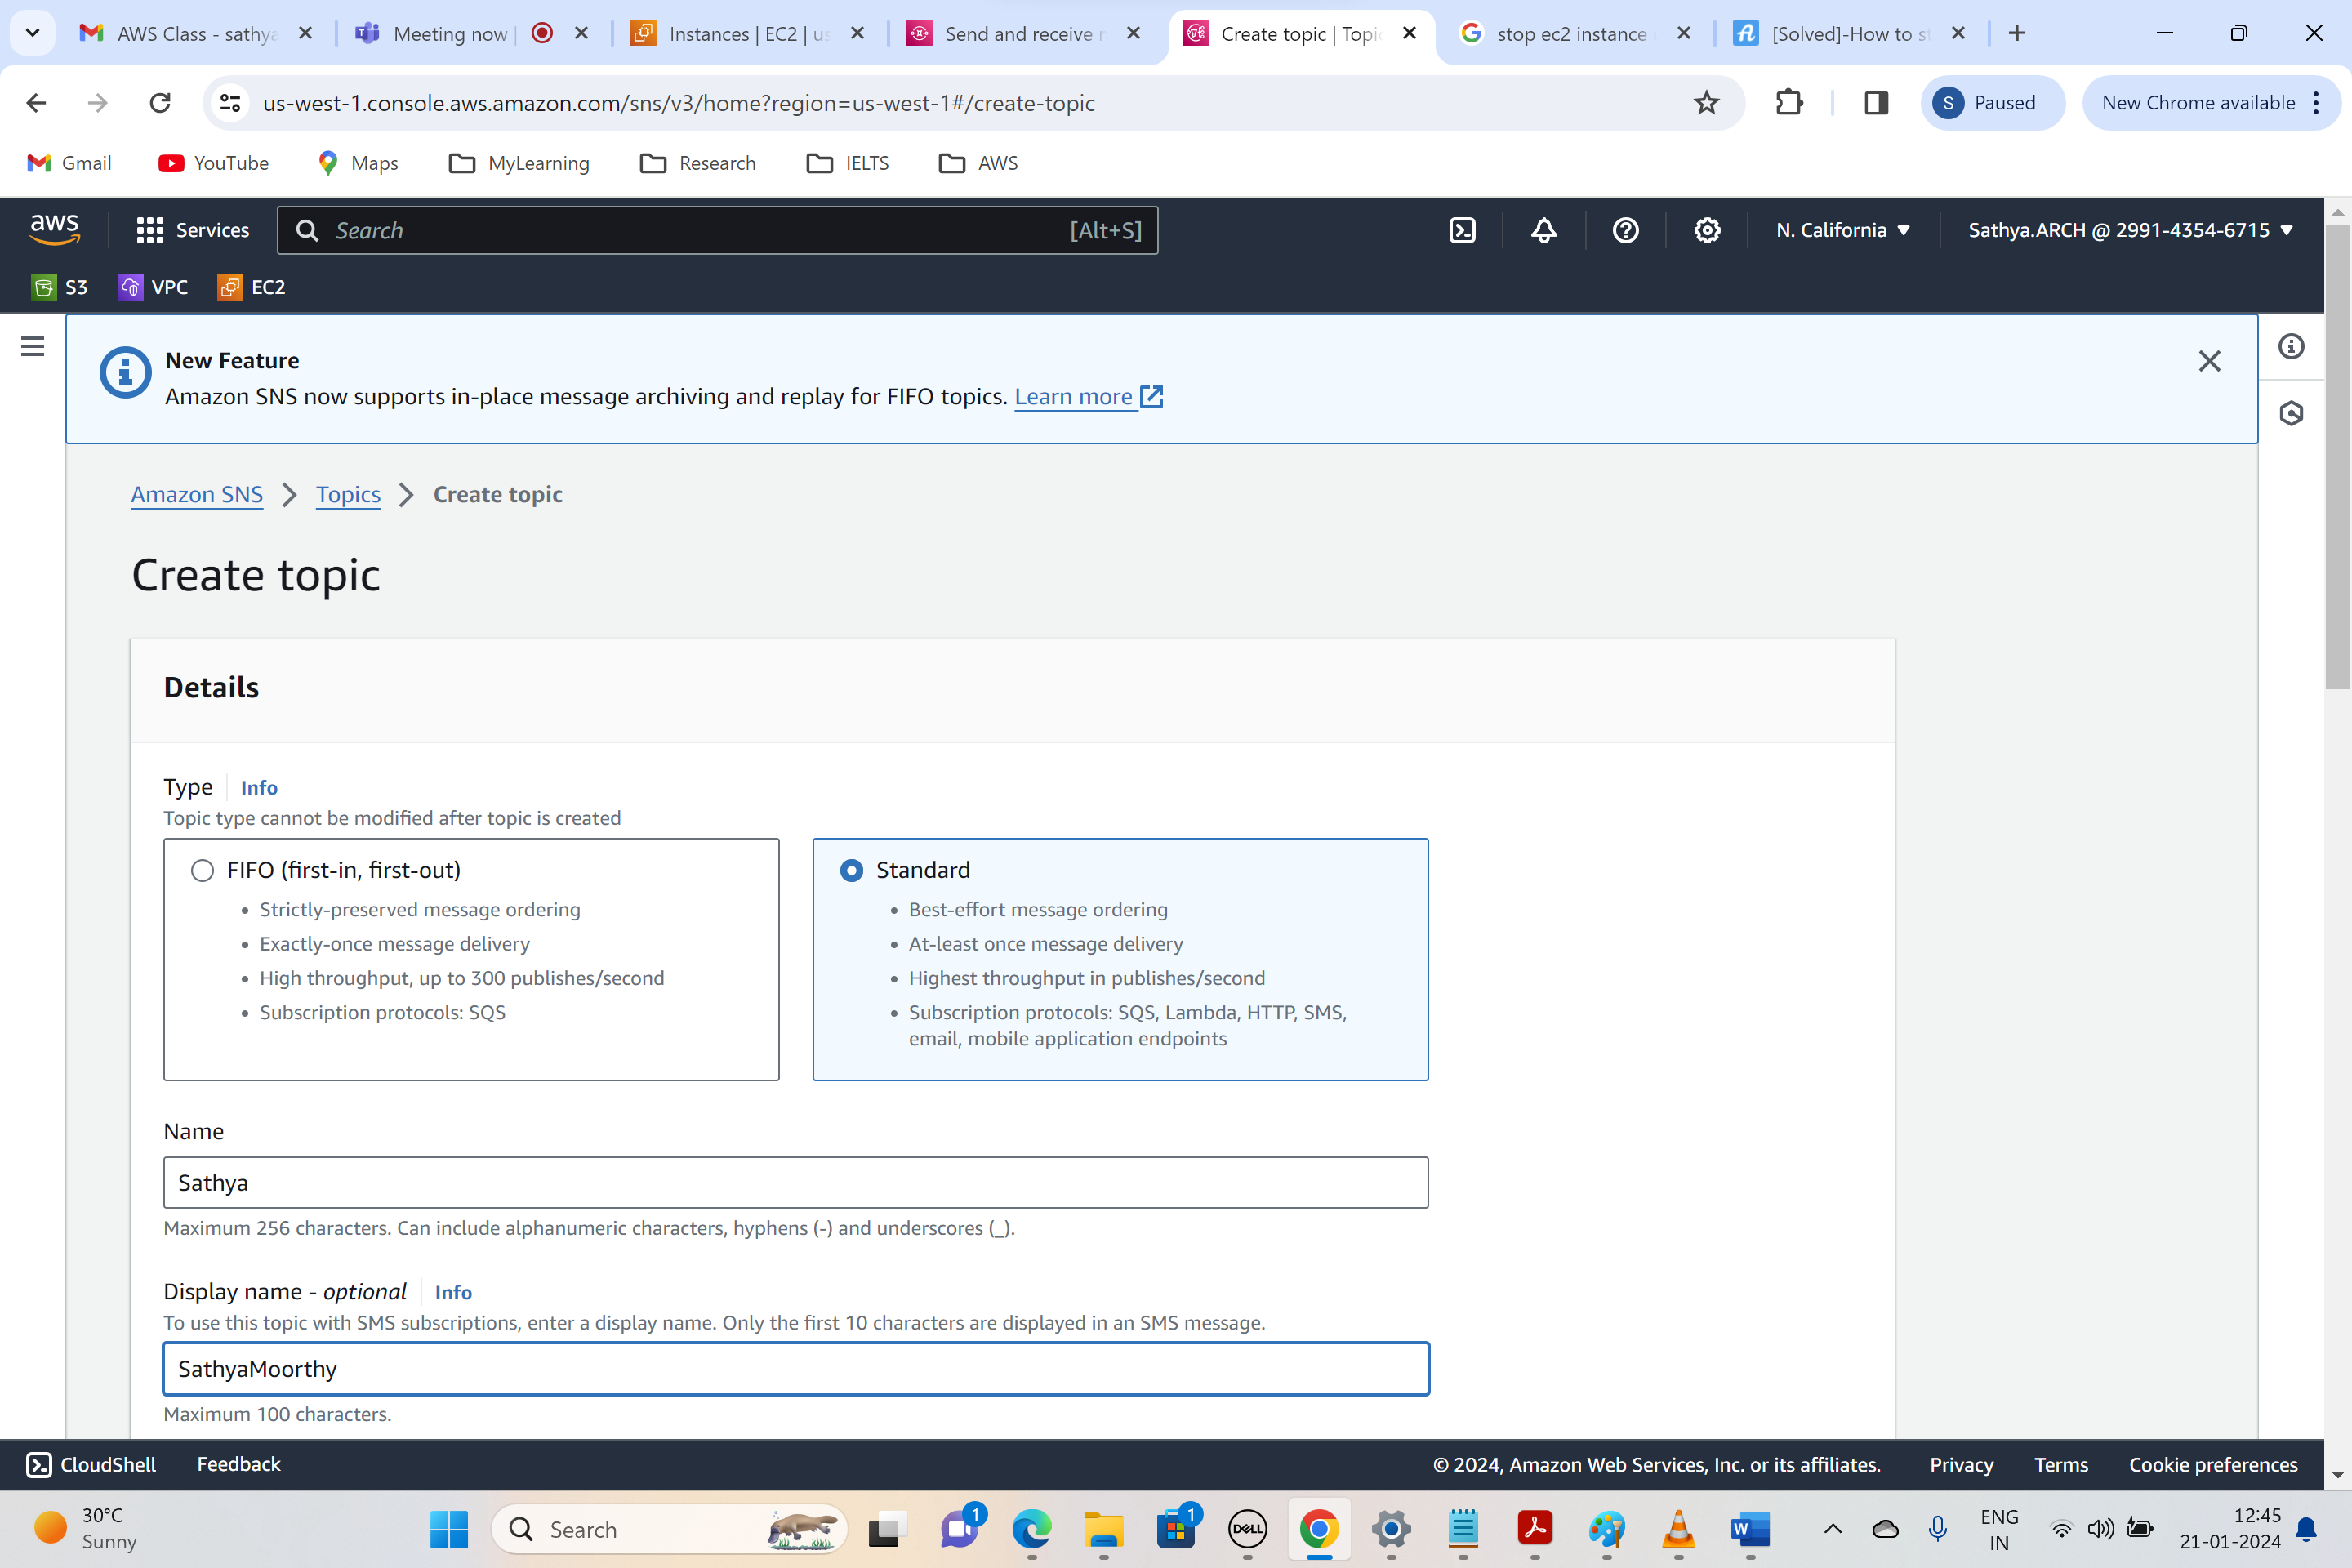 AWS Class - sathya
Meeting now
Instances | EC2 | us
Send and receive
Create topic | Topi
stop ec2 instance
[Solved]-How to s
us-west-1.console.aws.amazon.com/sns/v3/home?region=us-west-1#/create-topic
S
Paused
New Chrome available
Gmail
YouTube
Maps
MyLearning
Research
IELTS
AWS
aws
Services
Search
[Alt+S]
N. California
Sathya.ARCH @ 2991-4354-6715
S3
VPC
EC2
New Feature
Amazon SNS now supports in-place message archiving and replay for FIFO topics. Learn more
Amazon SNS > Topics > Create topic
Create topic
Details
Type
Info
Topic type cannot be modified after topic is created
FIFO (first-in, first-out)
• Strictly-preserved message ordering
• Exactly-once message delivery
• High throughput, up to 300 publishes/second
• Subscription protocols: SQS
Standard
• Best-effort message ordering
• At-least once message delivery
• Highest throughput in publishes/second
• Subscription protocols: SQS, Lambda, HTTP, SMS,
email, mobile application endpoints
Name
Sathya
Maximum 256 characters. Can include alphanumeric characters, hyphens (-) and underscores (_).
Display name - optional
Info
To use this topic with SMS subscriptions, enter a display name. Only the first 10 characters are displayed in an SMS message.
SathyaMoorthy
Maximum 100 characters.
CloudShell
Feedback
© 2024, Amazon Web Services, Inc. or its affiliates.
Privacy
Terms
Cookie preferences
30°C
Sunny
Search
1
1
DELL
W
ENG
IN
12:45
21-01-2024